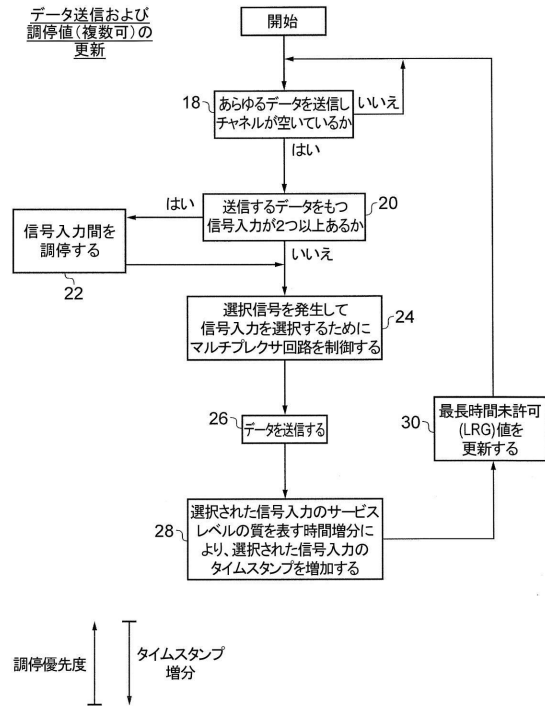 データ送信および
調停値(複数可)の
更新
開始
18
あらゆるデータを送信し
チャネルが空いているか
いいえ
はい
20
送信するデータをもつ
信号入力が2つ以上あるか
はい
いいえ
信号入力間を
調停する
22
選択信号を発生して
信号入力を選択するために
マルチプレクサ回路を制御する
24
26
データを送信する
28
選択された信号入力のサービス
レベルの質を表す時間増分に
より、選択された信号入力の
タイムスタンプを増加する
30
最長時間未許可
(LRG)値を
更新する
調停優先度
タイムスタンプ
増分